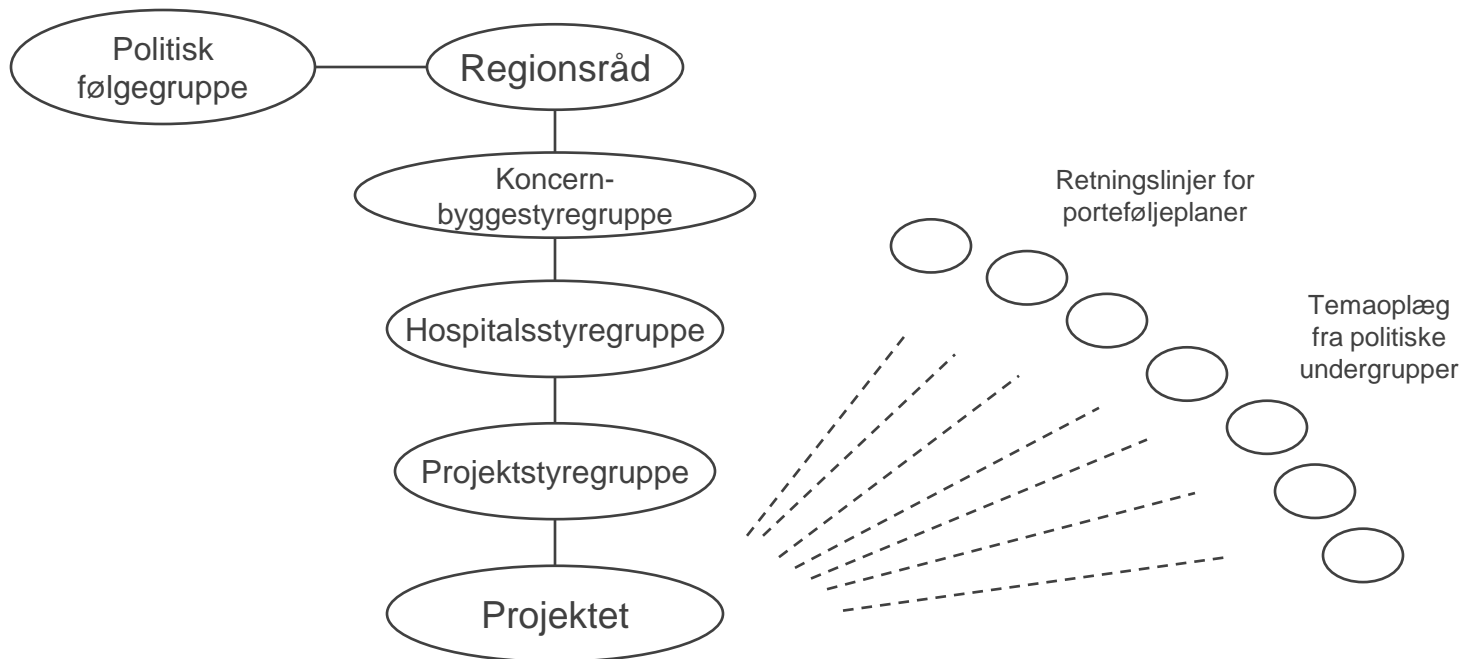 Politisk
følgegruppe
Regionsråd
Koncern-
byggestyregruppe
Hospitalsstyregruppe
Projektstyregruppe
Projektet
Retningslinjer for
porteføljeplaner
Temaoplæg
fra politiske
undergrupper